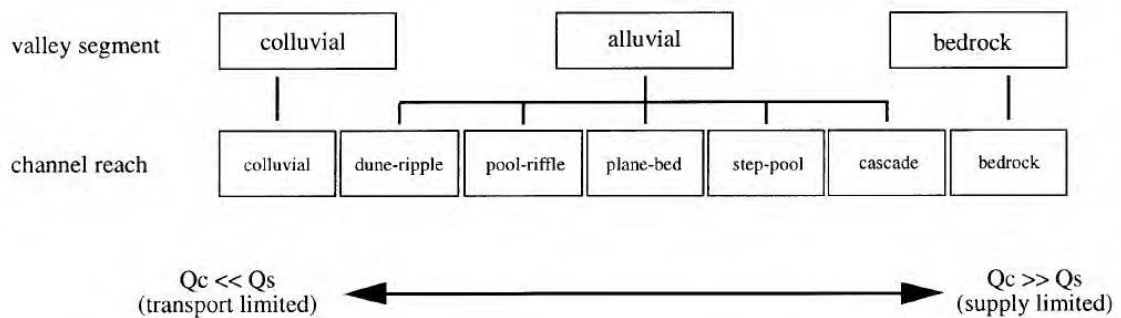 valley segment colluvial alluvial bedrock
channel reach colluvial dune-ripple pool-riffle plane-bed step-pool cascade bedrock
Qc << Qs Qc >> Qs
(transport limited) (supply limited)